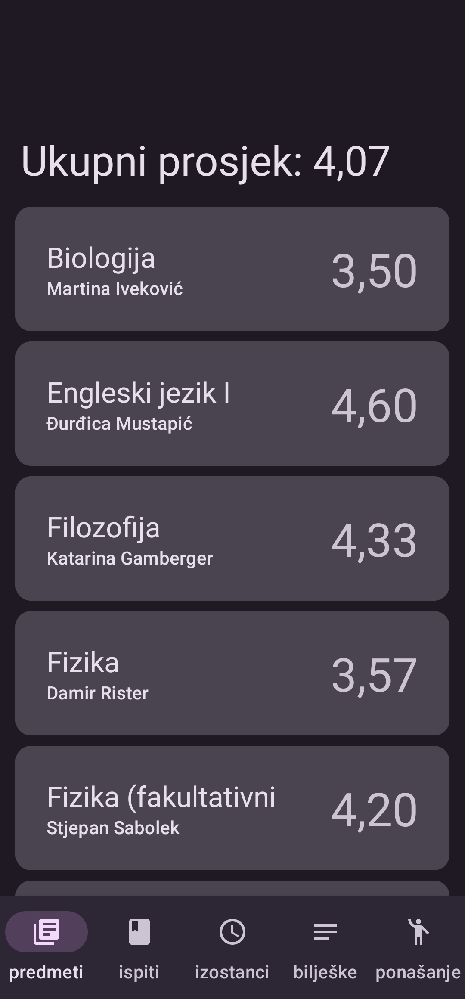 Ukupni prosjek: 4,07
Biologija
Martina Iveković
3,50
Engleski jezik I
Đurđica Mustapić
4,60
Filozofija
Katarina Gamberger
4,33
Fizika
Damir Rister
3,57
Fizika (fakultativni
Stjepan Sabolek
4,20
predmeti
ispiti
izostanci
bilješke
ponašanje